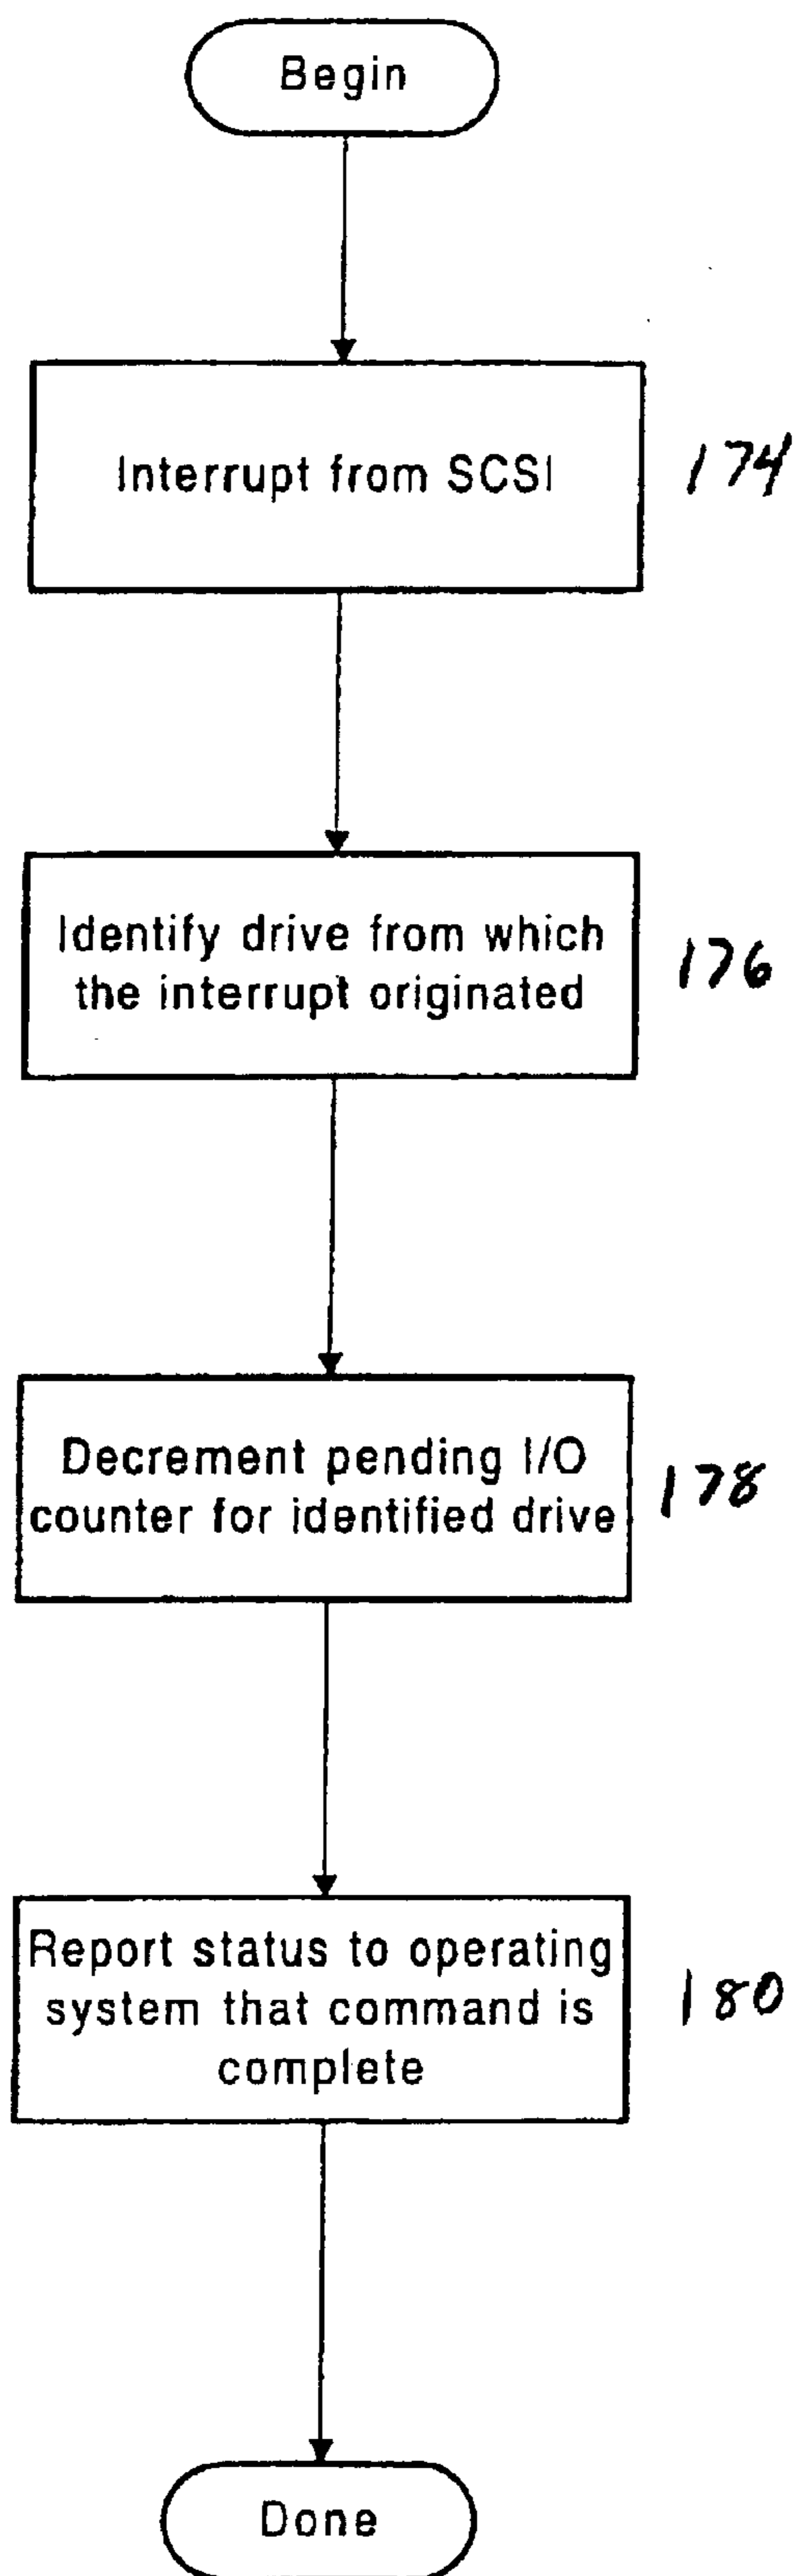 Begin
Interrupt from SCSI
174
Identify drive from which
the interrupt originated
176
Decrement pending I/O
counter for identified drive
178
Report status to operating
system that command is
complete
180
Done